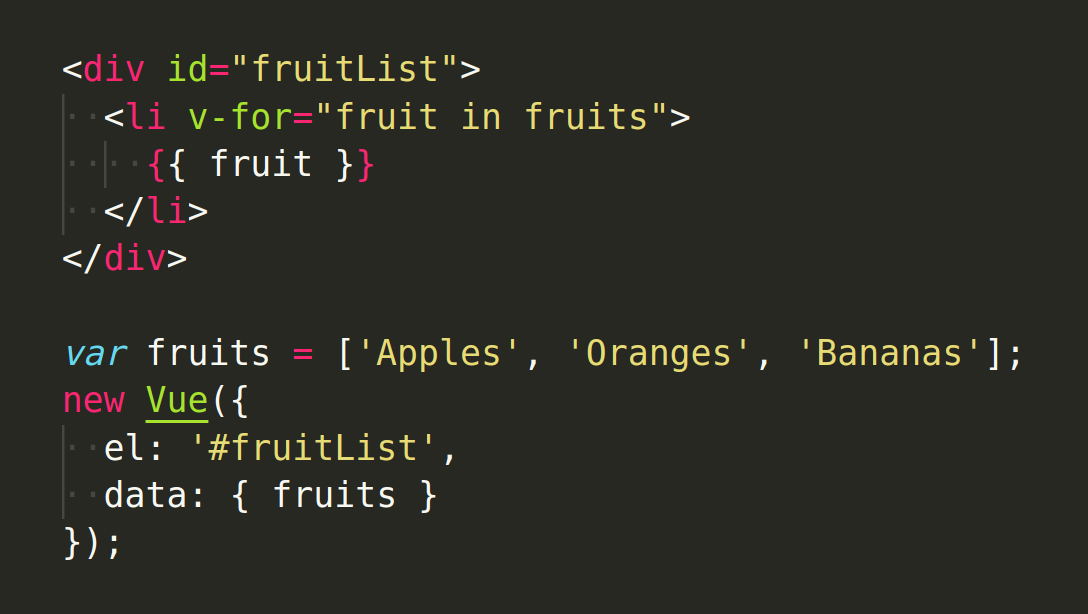 <div id="fruitList">
  <li v-for="fruit in fruits">
    {{ fruit }}
  </li>
</div>

var fruits = ['Apples', 'Oranges', 'Bananas'];
new Vue({
  el: '#fruitList',
  data: { fruits }
});